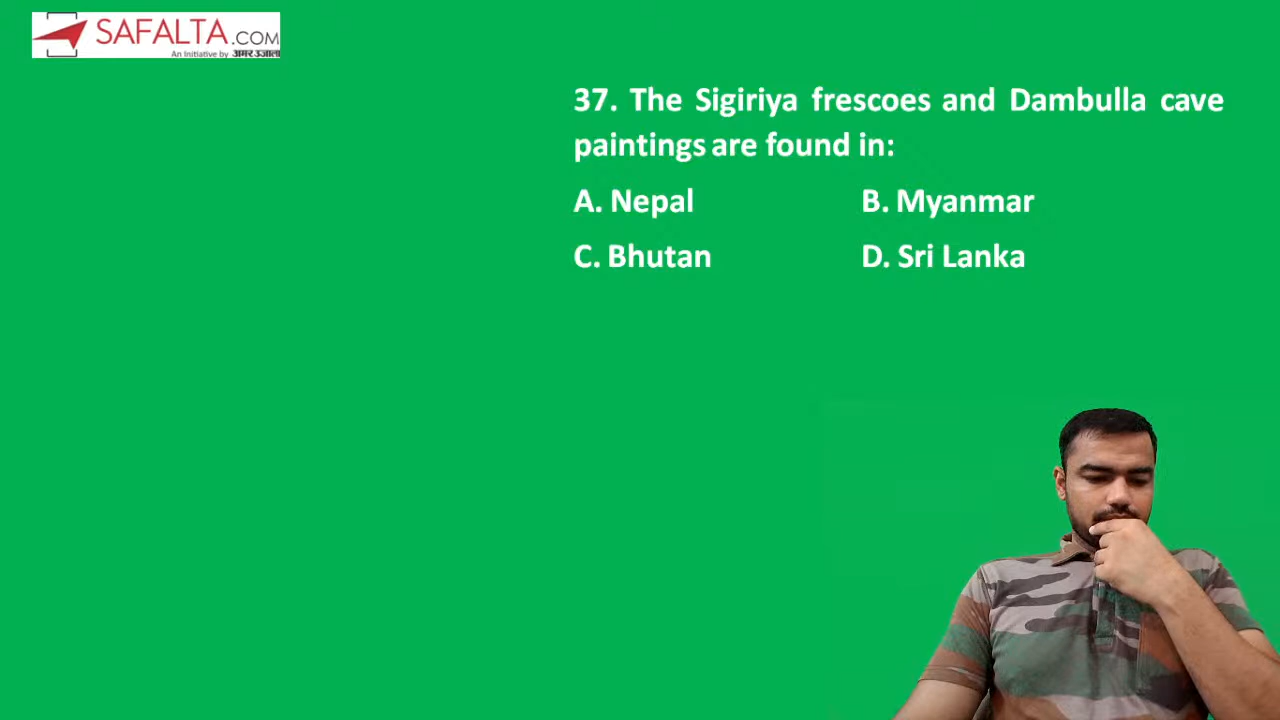 SAFALTA.COM
An Initiative by अमर उजाला
37. The Sigiriya frescoes and Dambulla cave
paintings are found in:
A. Nepal B. Myanmar
C. Bhutan D. Sri Lanka